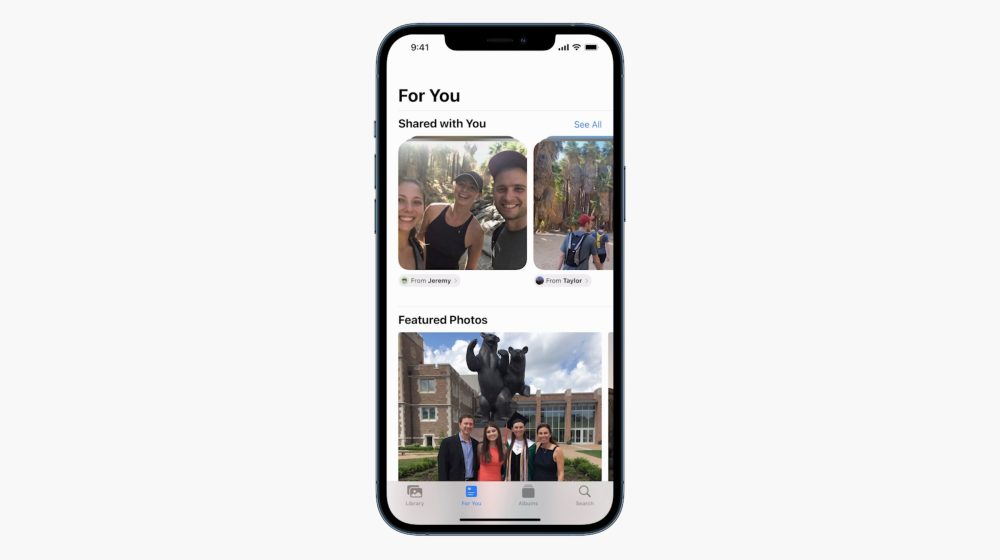 9:41
For You
Shared with You
See All
From Jeremy
From Taylor
Featured Photos
Library
For You
Albums
Search